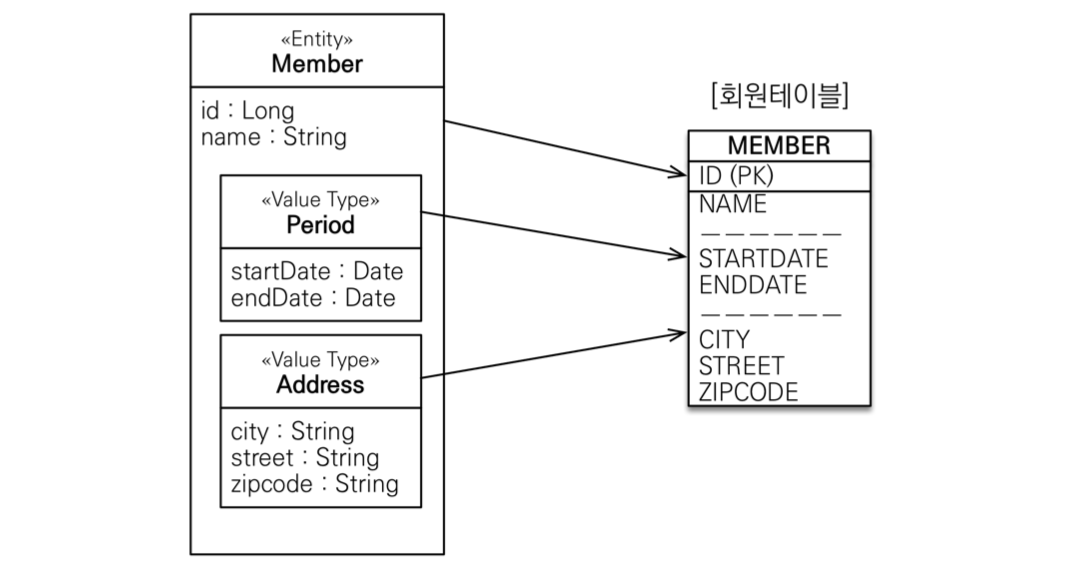 «Entity»
Member
id : Long
name : String
«Value Type»
Period
startDate : Date
endDate : Date
«Value Type»
Address
city : String
street : String
zipcode : String
[회원테이블]
MEMBER
ID (PK)
NAME
— — — — — —
STARTDATE
ENDDATE
— — — — — —
CITY
STREET
ZIPCODE